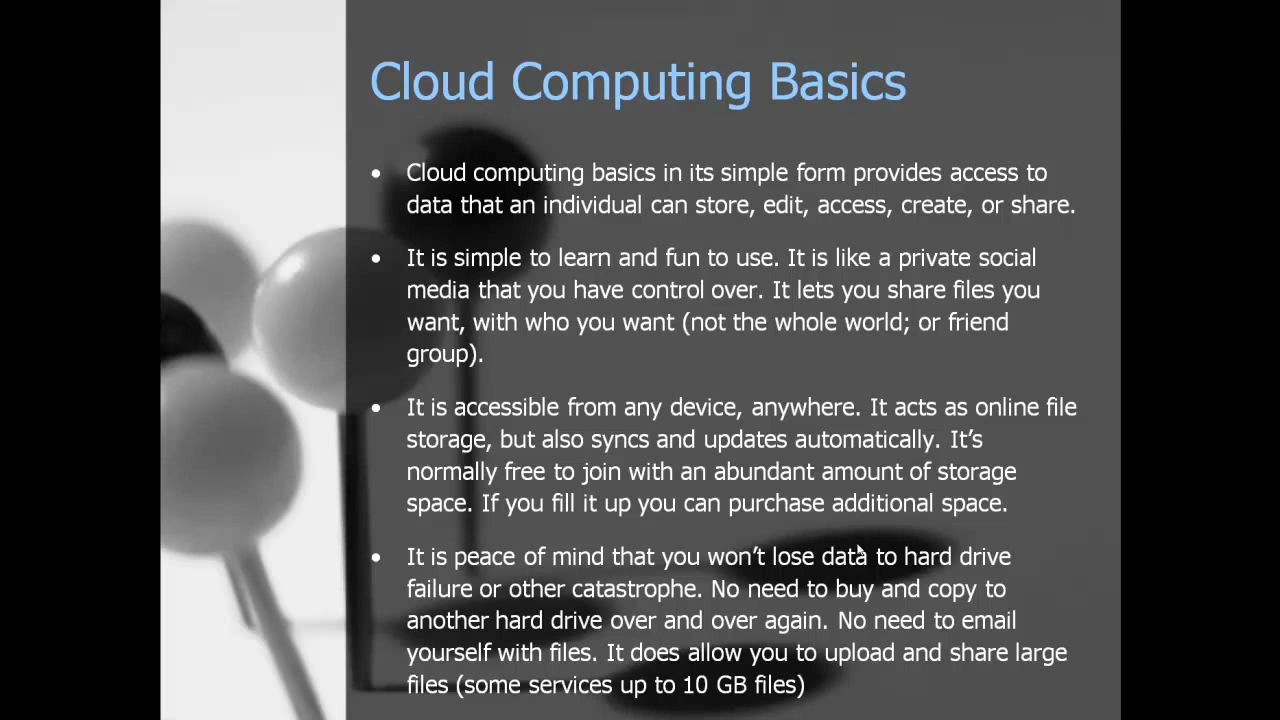 Cloud Computing Basics
• Cloud computing basics in its simple form provides access to
data that an individual can store, edit, access, create, or share.
• It is simple to learn and fun to use. It is like a private social
media that you have control over. It lets you share files you
want, with who you want (not the whole world; or friend
group).
• It is accessible from any device, anywhere. It acts as online file
storage, but also syncs and updates automatically. It’s
normally free to join with an abundant amount of storage
space. If you fill it up you can purchase additional space.
• It is peace of mind that you won’t lose data to hard drive
failure or other catastrophe. No need to buy and copy to
another hard drive over and over again. No need to email
yourself with files. It does allow you to upload and share large
files (some services up to 10 GB files)